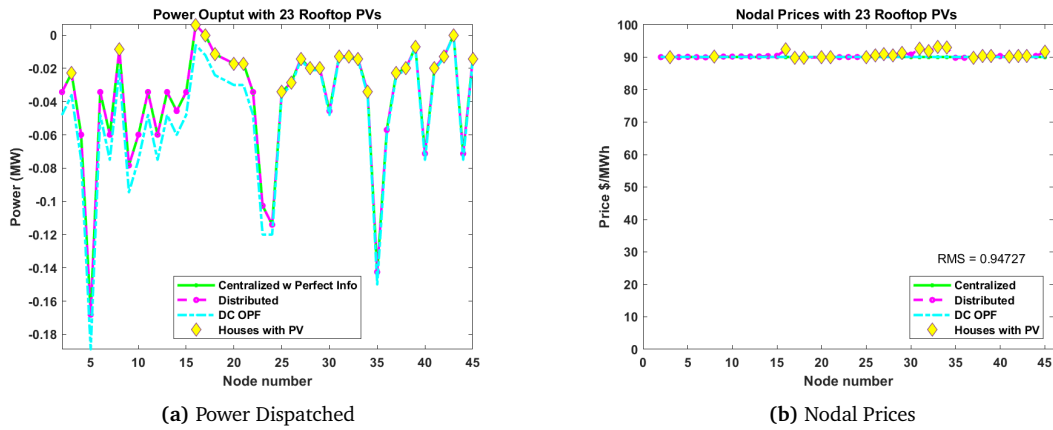 Power Ouptut with 23 Rooftop PVs
0
-0.02
-0.04
-0.06
-0.08
-0.1
-0.12
-0.14
-0.16
-0.18
Power (MW)
Centralized w Perfect Info
Distributed
DC OPF
Houses with PV
5 10 15 20 25 30 35 40 45
Node number
(a) Power Dispatched
Nodal Prices with 23 Rooftop PVs
100
90
80
70
60
50
40
30
20
10
0
Price $/MWh
RMS = 0.94727
Centralized
Distributed
DC OPF
Houses with PV
0 5 10 15 20 25 30 35 40 45
Node number
(b) Nodal Prices